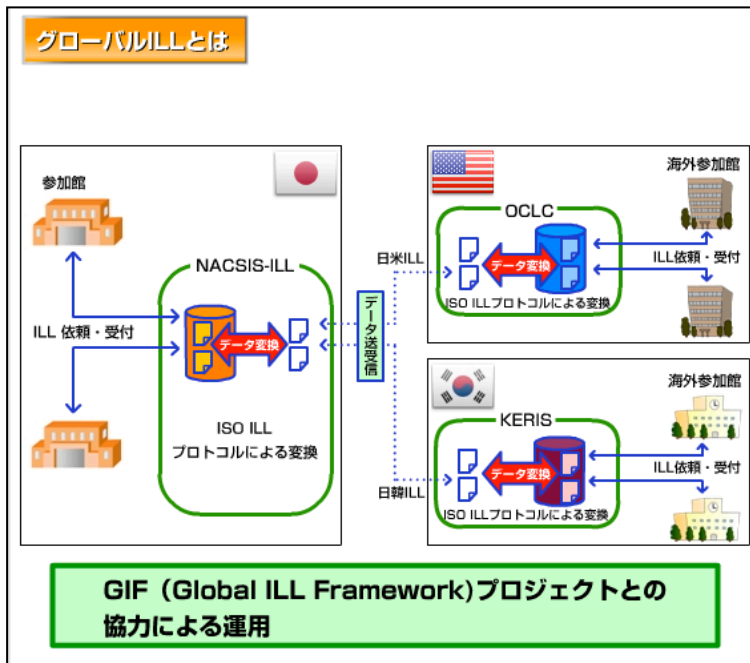 グローバルILLとは
参加館
ILL 依頼・受付
NACSIS-ILL
データ変換
ISO ILL
プロトコルによる変換
データ送受信
日米ILL
日韓ILL
OCLC
データ変換
ISO ILLプロトコルによる変換
海外参加館
ILL依頼・受付
KERIS
データ変換
ISO ILLプロトコルによる変換
海外参加館
ILL依頼・受付
GIF（Global ILL Framework)プロジェクトとの
協力による運用